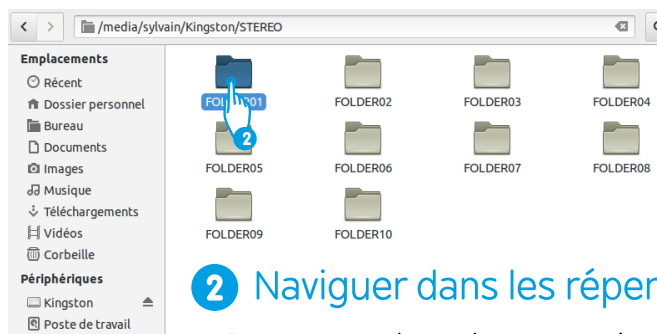 /media/sylvain/Kingston/STEREO
Emplacements
Récent
Dossier personnel
Bureau
Documents
Images
Musique
Téléchargements
Vidéos
Corbeille
Périphériques
Kingston
Poste de travail
FOLDER02 FOLDER03 FOLDER04
2
FOLDER05 FOLDER06 FOLDER07 FOLDER08
FOLDER09 FOLDER10
2 Naviguer dans les réper